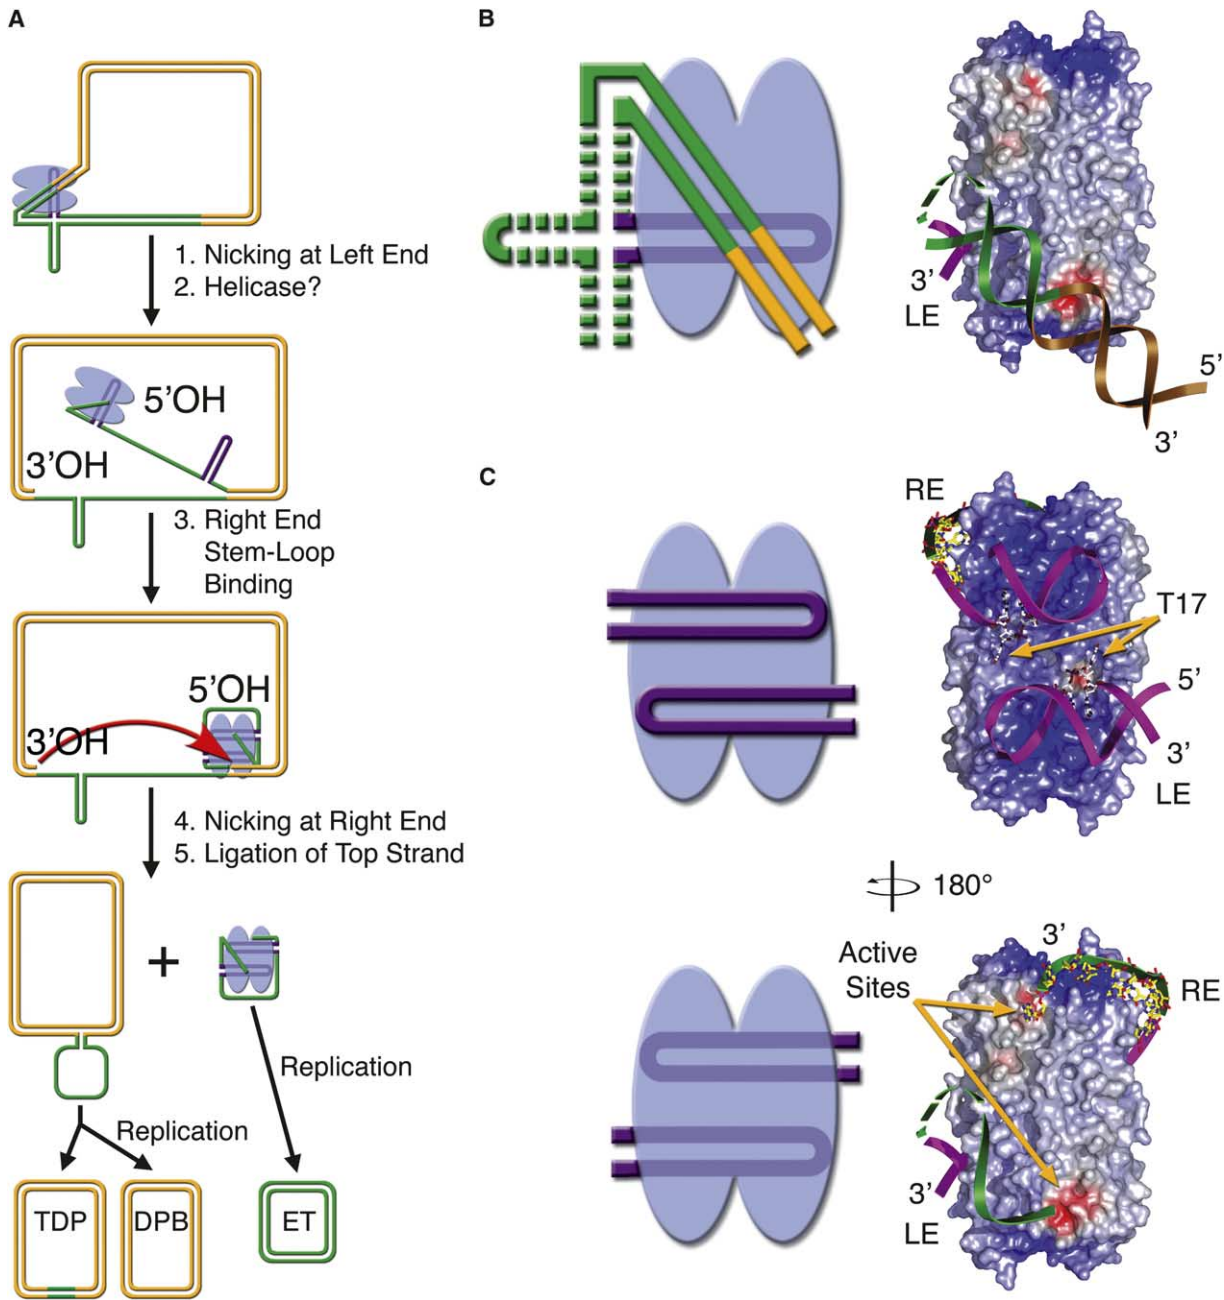 A
1. Nicking at Left End
2. Helicase?
5'OH
3'OH
3. Right End
Stem-Loop
Binding
5'OH
3'OH
4. Nicking at Right End
5. Ligation of Top Strand
+
Replication
Replication
TDP
DPB
ET
B
3'
LE
5'
3'
C
RE
T17
5'
3'
LE
180°
Active
Sites
3'
RE
3'
LE